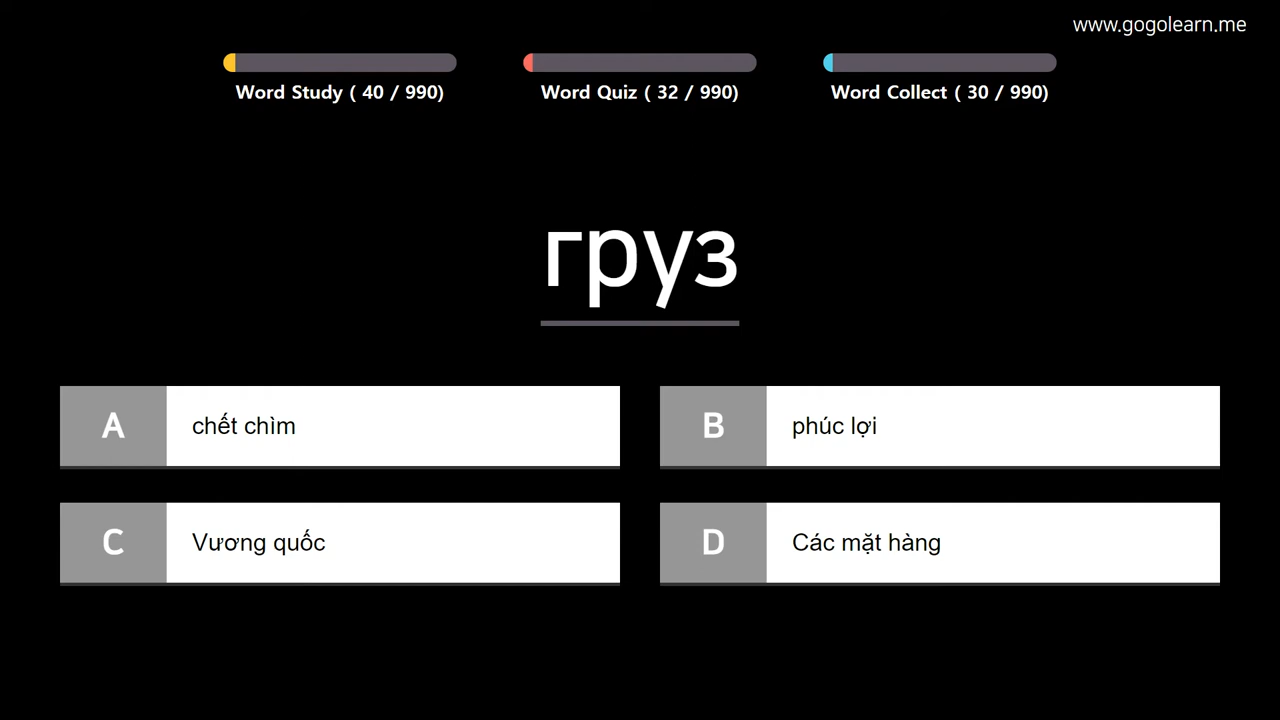 www.gogolearn.me
Word Study ( 40 / 990)
Word Quiz ( 32 / 990)
Word Collect ( 30 / 990)
груз
A chết chìm
B phúc lợi
C Vương quốc
D Các mặt hàng